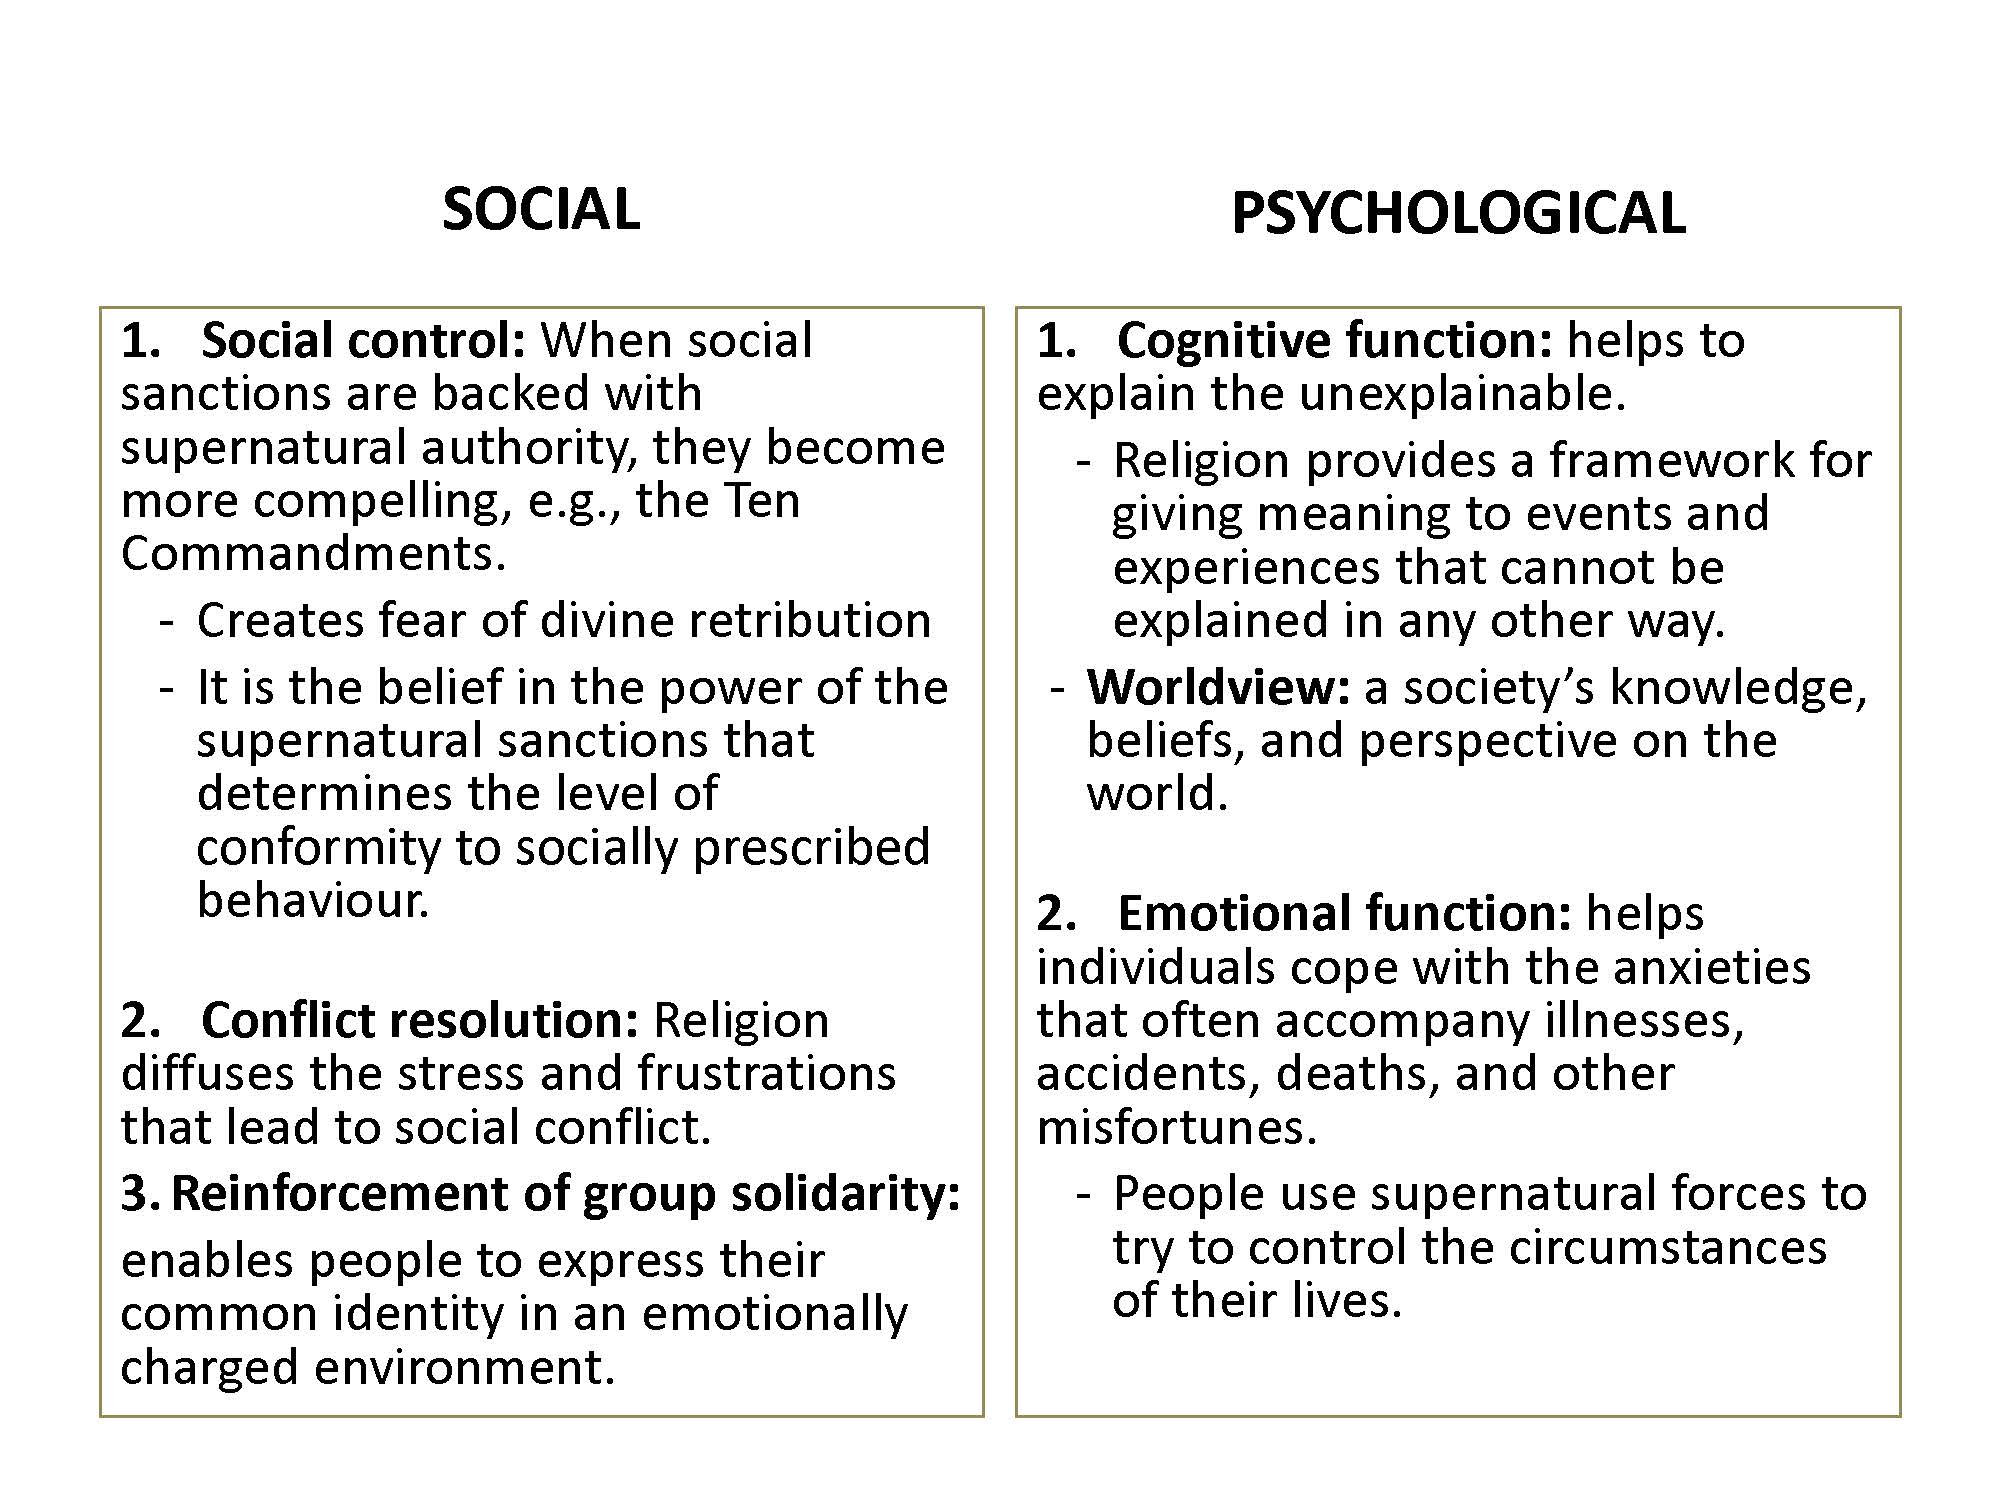 SOCIAL
1. Social control: When social
sanctions are backed with
supernatural authority, they become
more compelling, e.g., the Ten
Commandments.
- Creates fear of divine retribution
- It is the belief in the power of the
supernatural sanctions that
determines the level of
conformity to socially prescribed
behaviour.
2. Conflict resolution: Religion
diffuses the stress and frustrations
that lead to social conflict.
3. Reinforcement of group solidarity:
enables people to express their
common identity in an emotionally
charged environment.
PSYCHOLOGICAL
1. Cognitive function: helps to
explain the unexplainable.
- Religion provides a framework for
giving meaning to events and
experiences that cannot be
explained in any other way.
- Worldview: a society’s knowledge,
beliefs, and perspective on the
world.
2. Emotional function: helps
individuals cope with the anxieties
that often accompany illnesses,
accidents, deaths, and other
misfortunes.
- People use supernatural forces to
try to control the circumstances
of their lives.